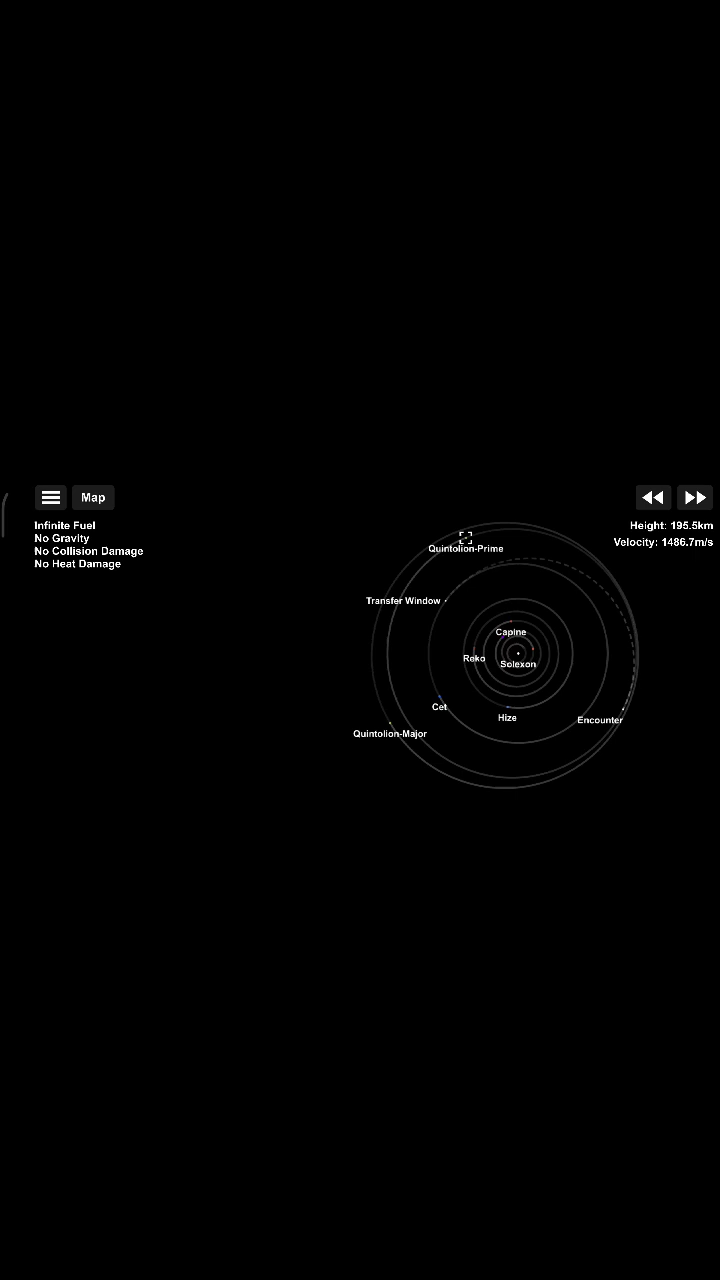 Map
Infinite Fuel
No Gravity
No Collision Damage
No Heat Damage
Height: 195.5km
Velocity: 1486.7m/s
Quintolion-Prime
Transfer Window
Capine
Reko
Solexon
Cet
Hize
Encounter
Quintolion-Major